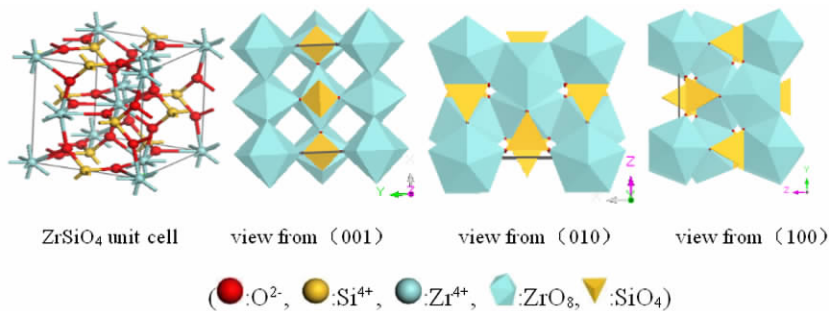 X
Y Z
Z
X
Y
Z
ZrSiO₄ unit cell
view from（001）
view from（010）
view from（100）
( :O²⁻, :Si⁴⁺, :Zr⁴⁺, :ZrO₈, :SiO₄)